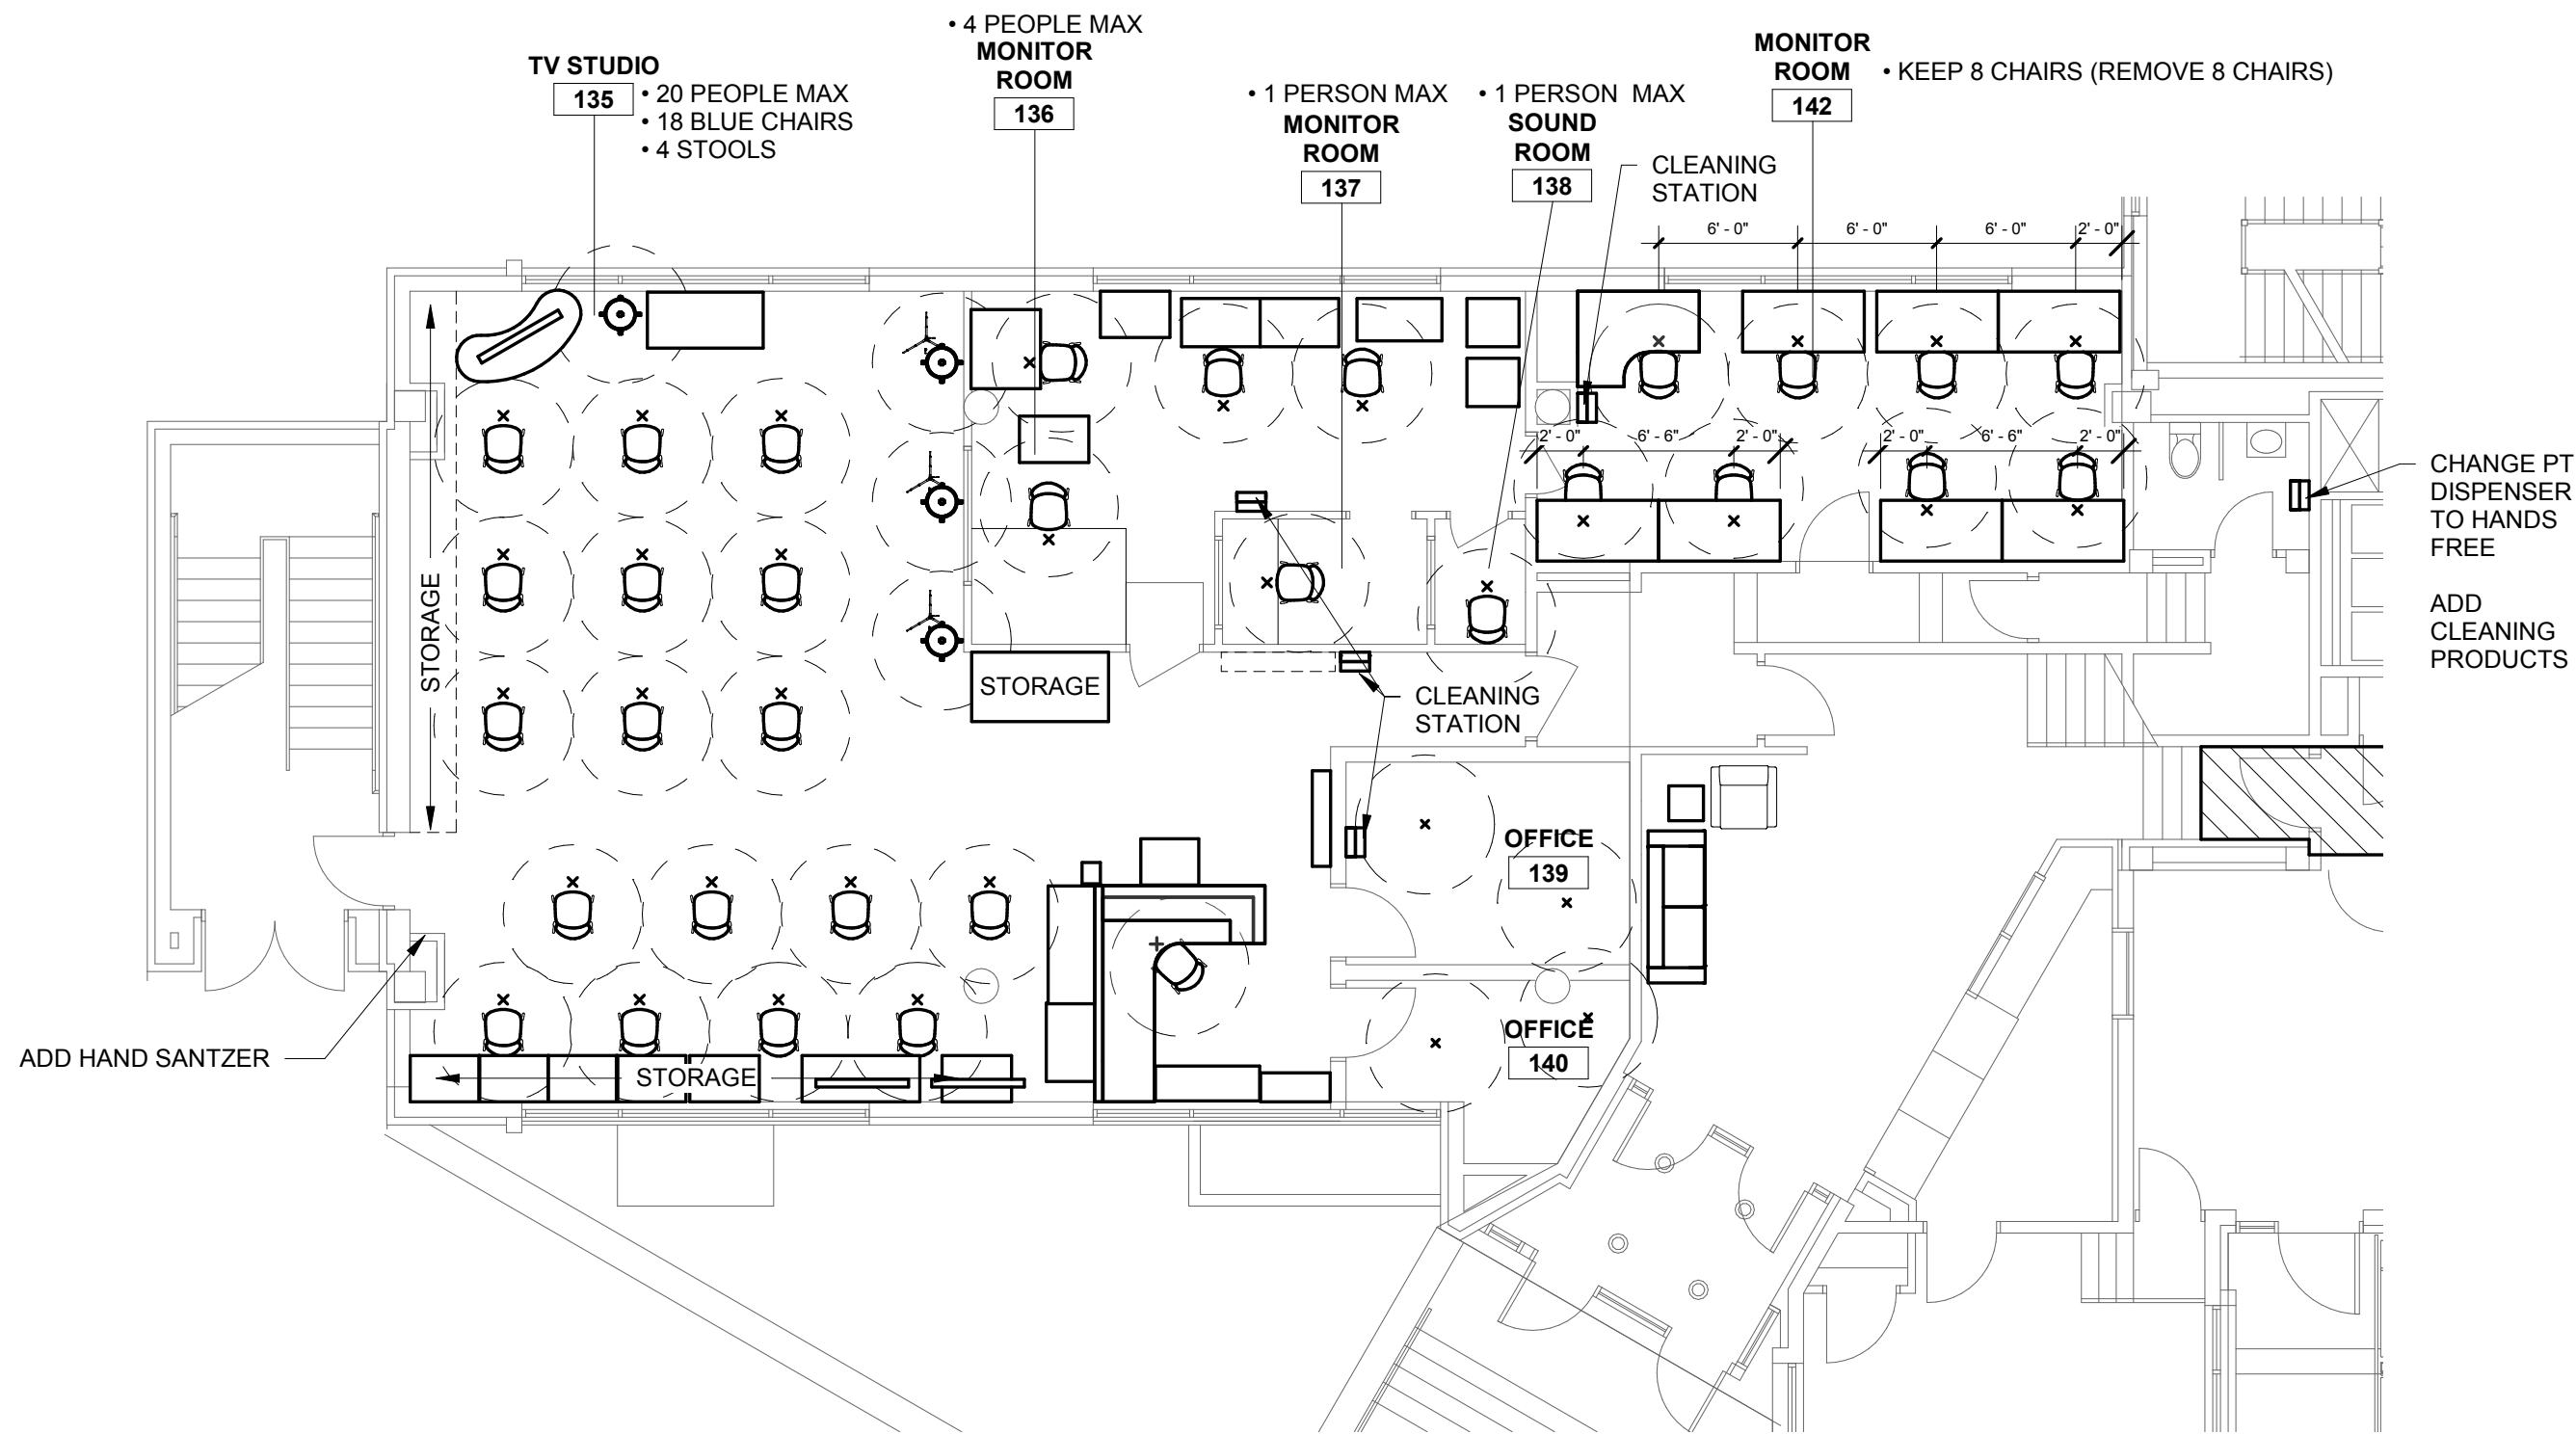 • 4 PEOPLE MAX
MONITOR
ROOM
136
TV STUDIO
135
• 20 PEOPLE MAX
• 18 BLUE CHAIRS
• 4 STOOLS
• 1 PERSON MAX
MONITOR
ROOM
137
• 1 PERSON  MAX
SOUND
ROOM
138
MONITOR
ROOM
142
• KEEP 8 CHAIRS (REMOVE 8 CHAIRS)
CLEANING
STATION
6' - 0"
6' - 0"
6' - 0"
2' - 0"
2' - 0"
6' - 6"
2' - 0"
2' - 0"
6' - 6"
2' - 0"
CHANGE PT
DISPENSER
TO HANDS
FREE
ADD
CLEANING
PRODUCTS
STORAGE
STORAGE
CLEANING
STATION
OFFICE
139
OFFICE
140
ADD HAND SANTZER
STORAGE